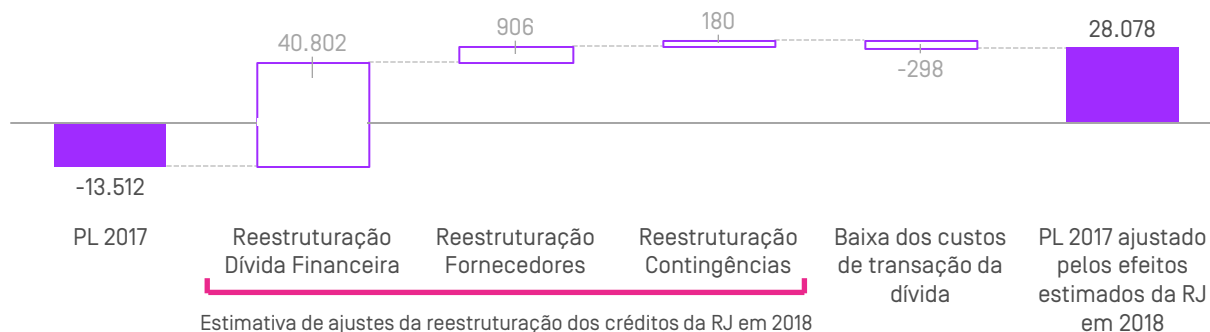 40.802
906
180
-298
28.078
-13.512
PL 2017
Reestruturação
Dívida Financeira
Reestruturação
Fornecedores
Reestruturação
Contingências
Baixa dos custos
de transação da
dívida
PL 2017 ajustado
pelos efeitos
estimados da RJ
em 2018
Estimativa de ajustes da reestruturação dos créditos da RJ em 2018